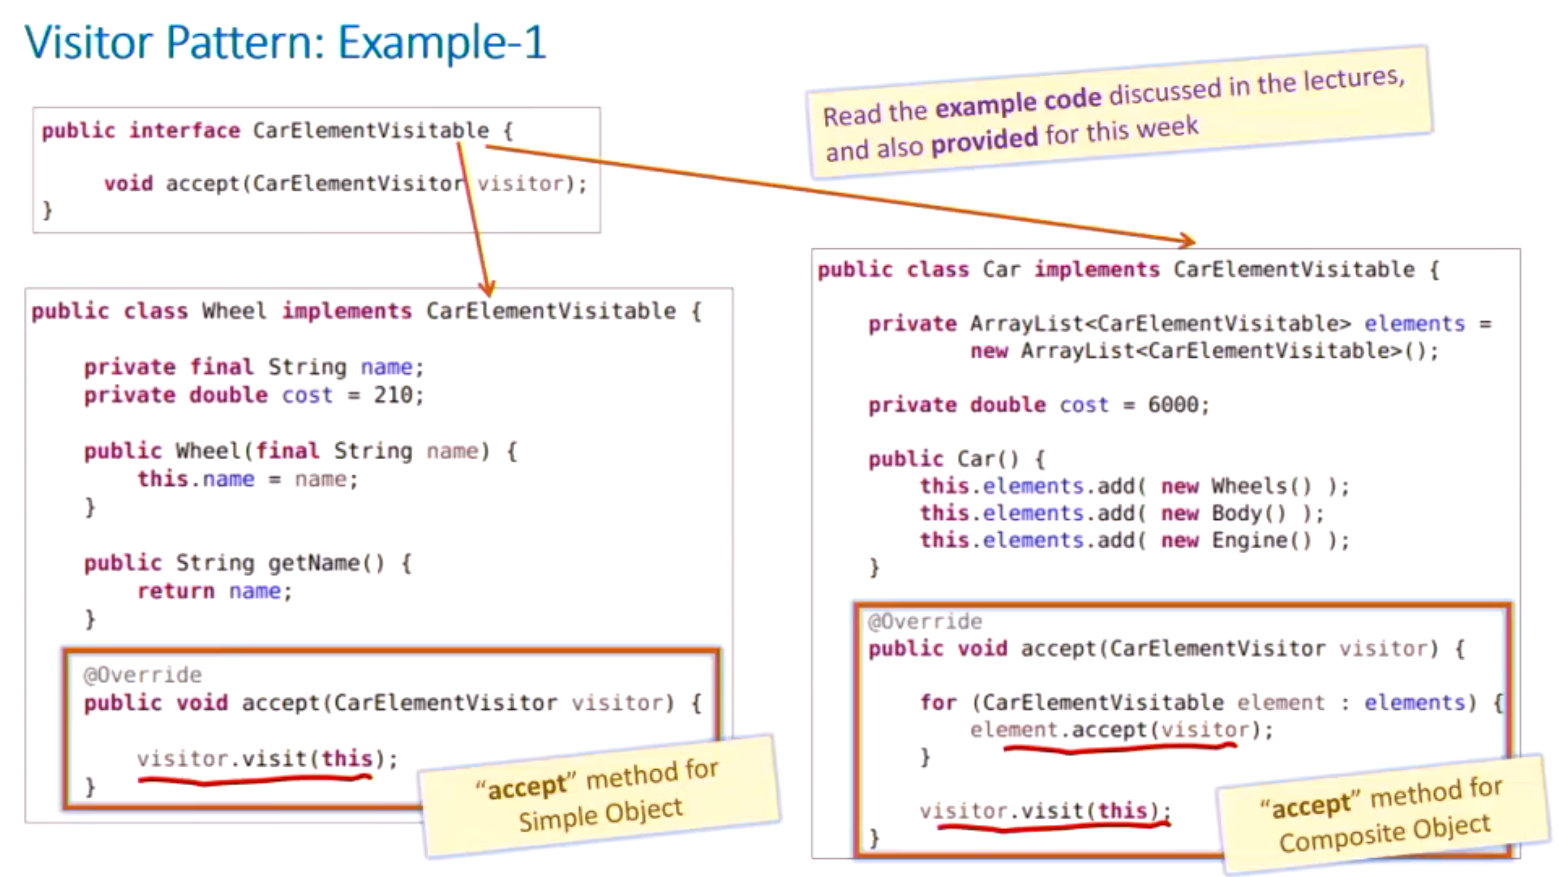 Visitor Pattern: Example-1
Read the example code discussed in the lectures,
and also provided for this week
public interface CarElementVisitable {
void accept(CarElementVisitor visitor);
}
public class Wheel implements CarElementVisitable {
private final String name;
private double cost = 210;
public Wheel(final String name) {
this.name = name;
}
public String getName() {
return name;
}
@Override
public void accept(CarElementVisitor visitor) {
visitor.visit(this);
}
"accept" method for
Simple Object
public class Car implements CarElementVisitable {
private ArrayList<CarElementVisitable> elements =
new ArrayList<CarElementVisitable>();
private double cost = 6000;
public Car() {
this.elements.add( new Wheels() );
this.elements.add( new Body() );
this.elements.add( new Engine() );
}
@Override
public void accept(CarElementVisitor visitor) {
for (CarElementVisitable element : elements) {
element.accept(visitor);
}
visitor.visit(this);
}
"accept" method for
Composite Object